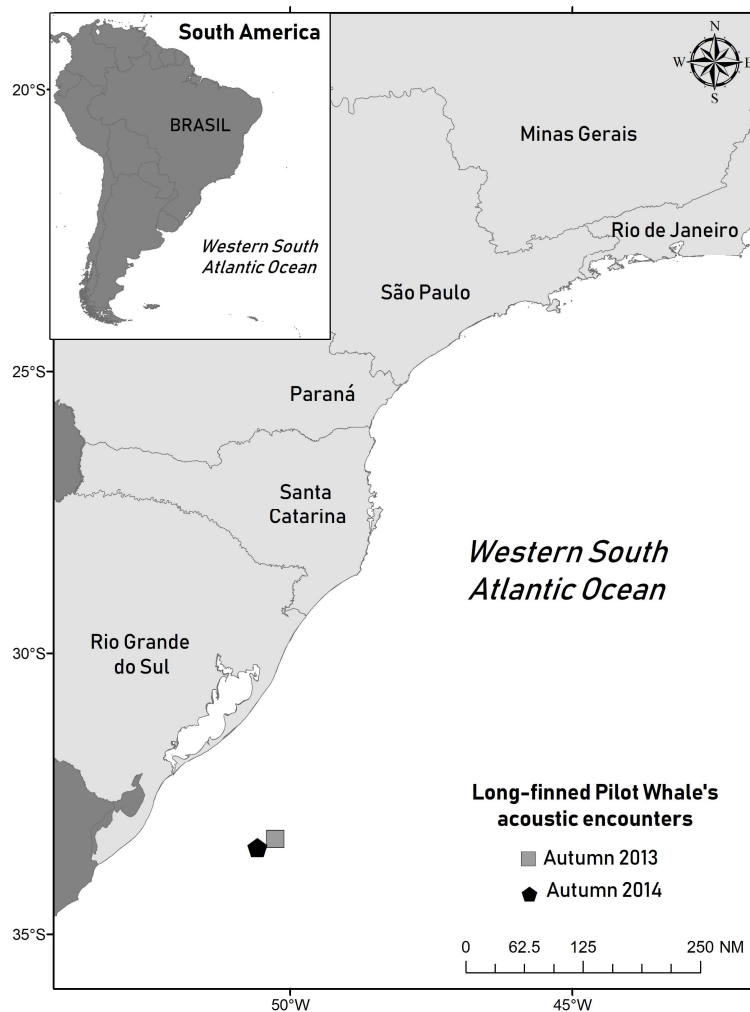 South America
BRASIL
Western South
Atlantic Ocean
N
W
E
S
20°S
25°S
30°S
35°S
50°W
45°W
Minas Gerais
Rio de Janeiro
São Paulo
Paraná
Santa
Catarina
Rio Grande
do Sul
Western South
Atlantic Ocean
Long-finned Pilot Whale's
acoustic encounters
Autumn 2013
Autumn 2014
0 62.5 125 250 NM